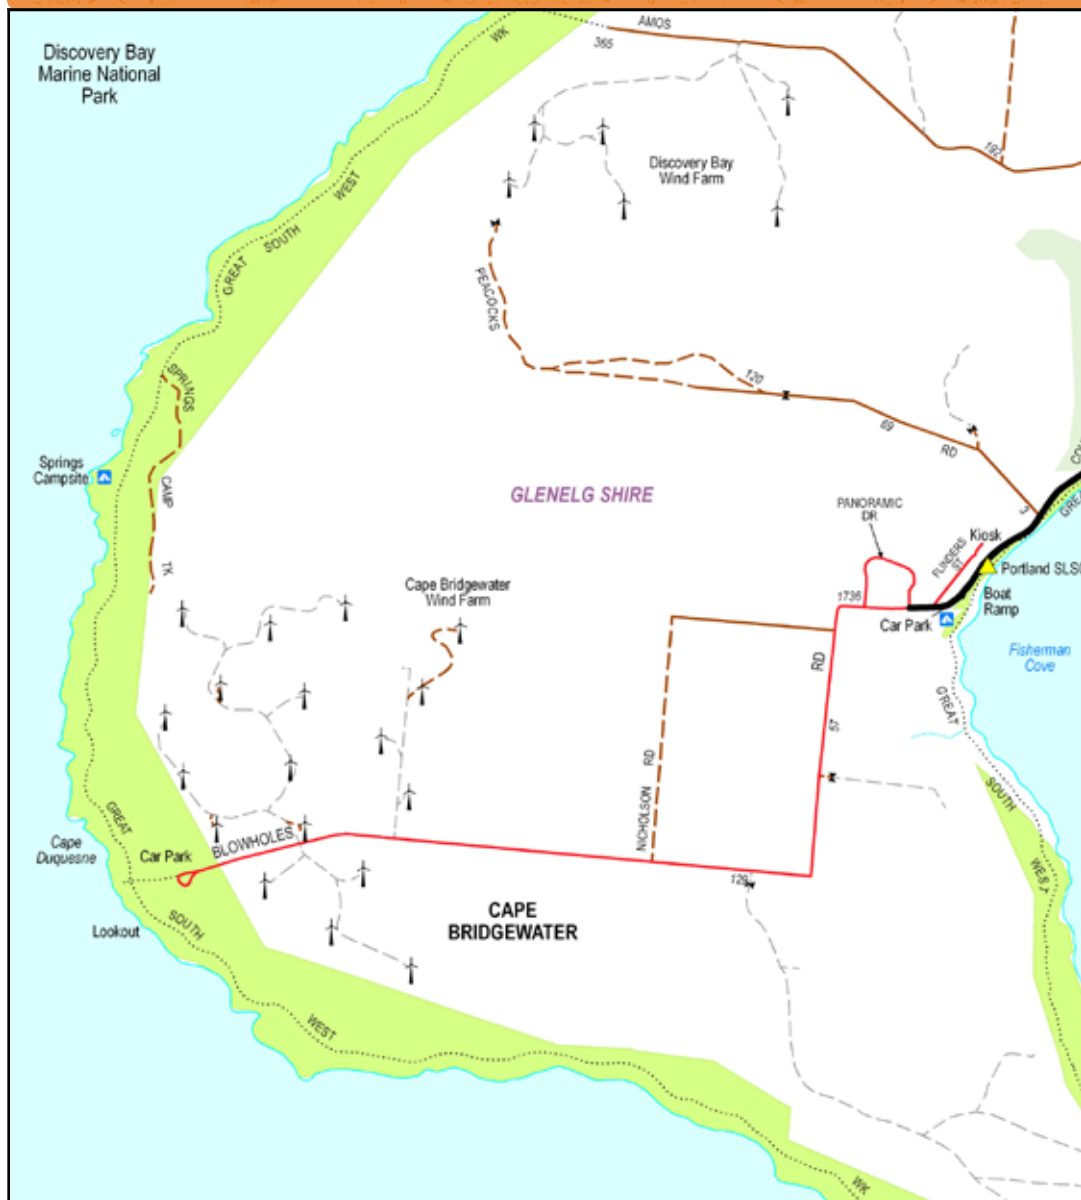 AMOS
WK
365
Discovery Bay
Marine National
Park
192
Discovery Bay
Wind Farm
WEST
SOUTH
GREAT
PEACOCKS
120
SPRINGS
69
RD
Springs
Campsite
CAMP
GLENELG SHIRE
PANORAMIC
DR
3
Kiosk
FLINDERS
ST
TK
Portland SLS
Cape Bridgewater
Wind Farm
1736
Boat
Ramp
Car Park
RD
Fisherman
Cove
GREAT
57
RD
NICHOLSON
SOUTH
GREAT
BLOWHOLES
Cape
Duquesne
Car Park
129
WEST
CAPE
BRIDGEWATER
SOUTH
Lookout
WEST
WK